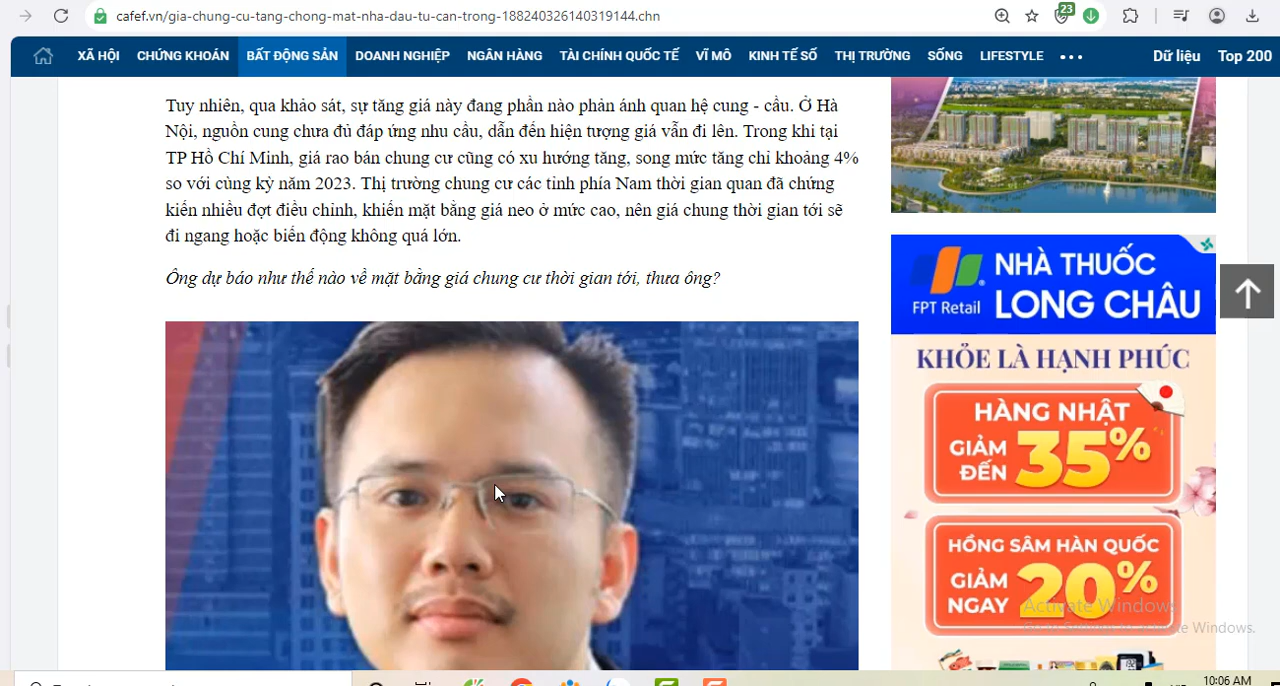 cafef.vn/gia-chung-cu-tang-chong-mat-nha-dau-tu-can-trong-188240326140319144.chn
23
XÃ HỘI CHỨNG KHOÁN BẤT ĐỘNG SẢN DOANH NGHIỆP NGÂN HÀNG TÀI CHÍNH QUỐC TẾ VĨ MÔ KINH TẾ SỐ THỊ TRƯỜNG SỐNG LIFESTYLE Dữ liệu Top 200
Tuy nhiên, qua khảo sát, sự tăng giá này đang phần nào phản ánh quan hệ cung - cầu. Ở Hà
Nội, nguồn cung chưa đủ đáp ứng nhu cầu, dẫn đến hiện tượng giá vẫn đi lên. Trong khi tại
TP Hồ Chí Minh, giá rao bán chung cư cũng có xu hướng tăng, song mức tăng chỉ khoảng 4%
so với cùng kỳ năm 2023. Thị trường chung cư các tỉnh phía Nam thời gian quan đã chứng
kiến nhiều đợt điều chỉnh, khiến mặt bằng giá neo ở mức cao, nên giá chung thời gian tới sẽ
đi ngang hoặc biến động không quá lớn.
Ông dự báo như thế nào về mặt bằng giá chung cư thời gian tới, thưa ông?
FPT Retail
NHÀ THUỐC
LONG CHÂU
KHỎE LÀ HẠNH PHÚC
HÀNG NHẬT
GIẢM
ĐẾN
35%
HỒNG SÂM HÀN QUỐC
GIẢM
NGAY
20%
Activate Windows
Go to Settings to activate Windows.
10:06 AM